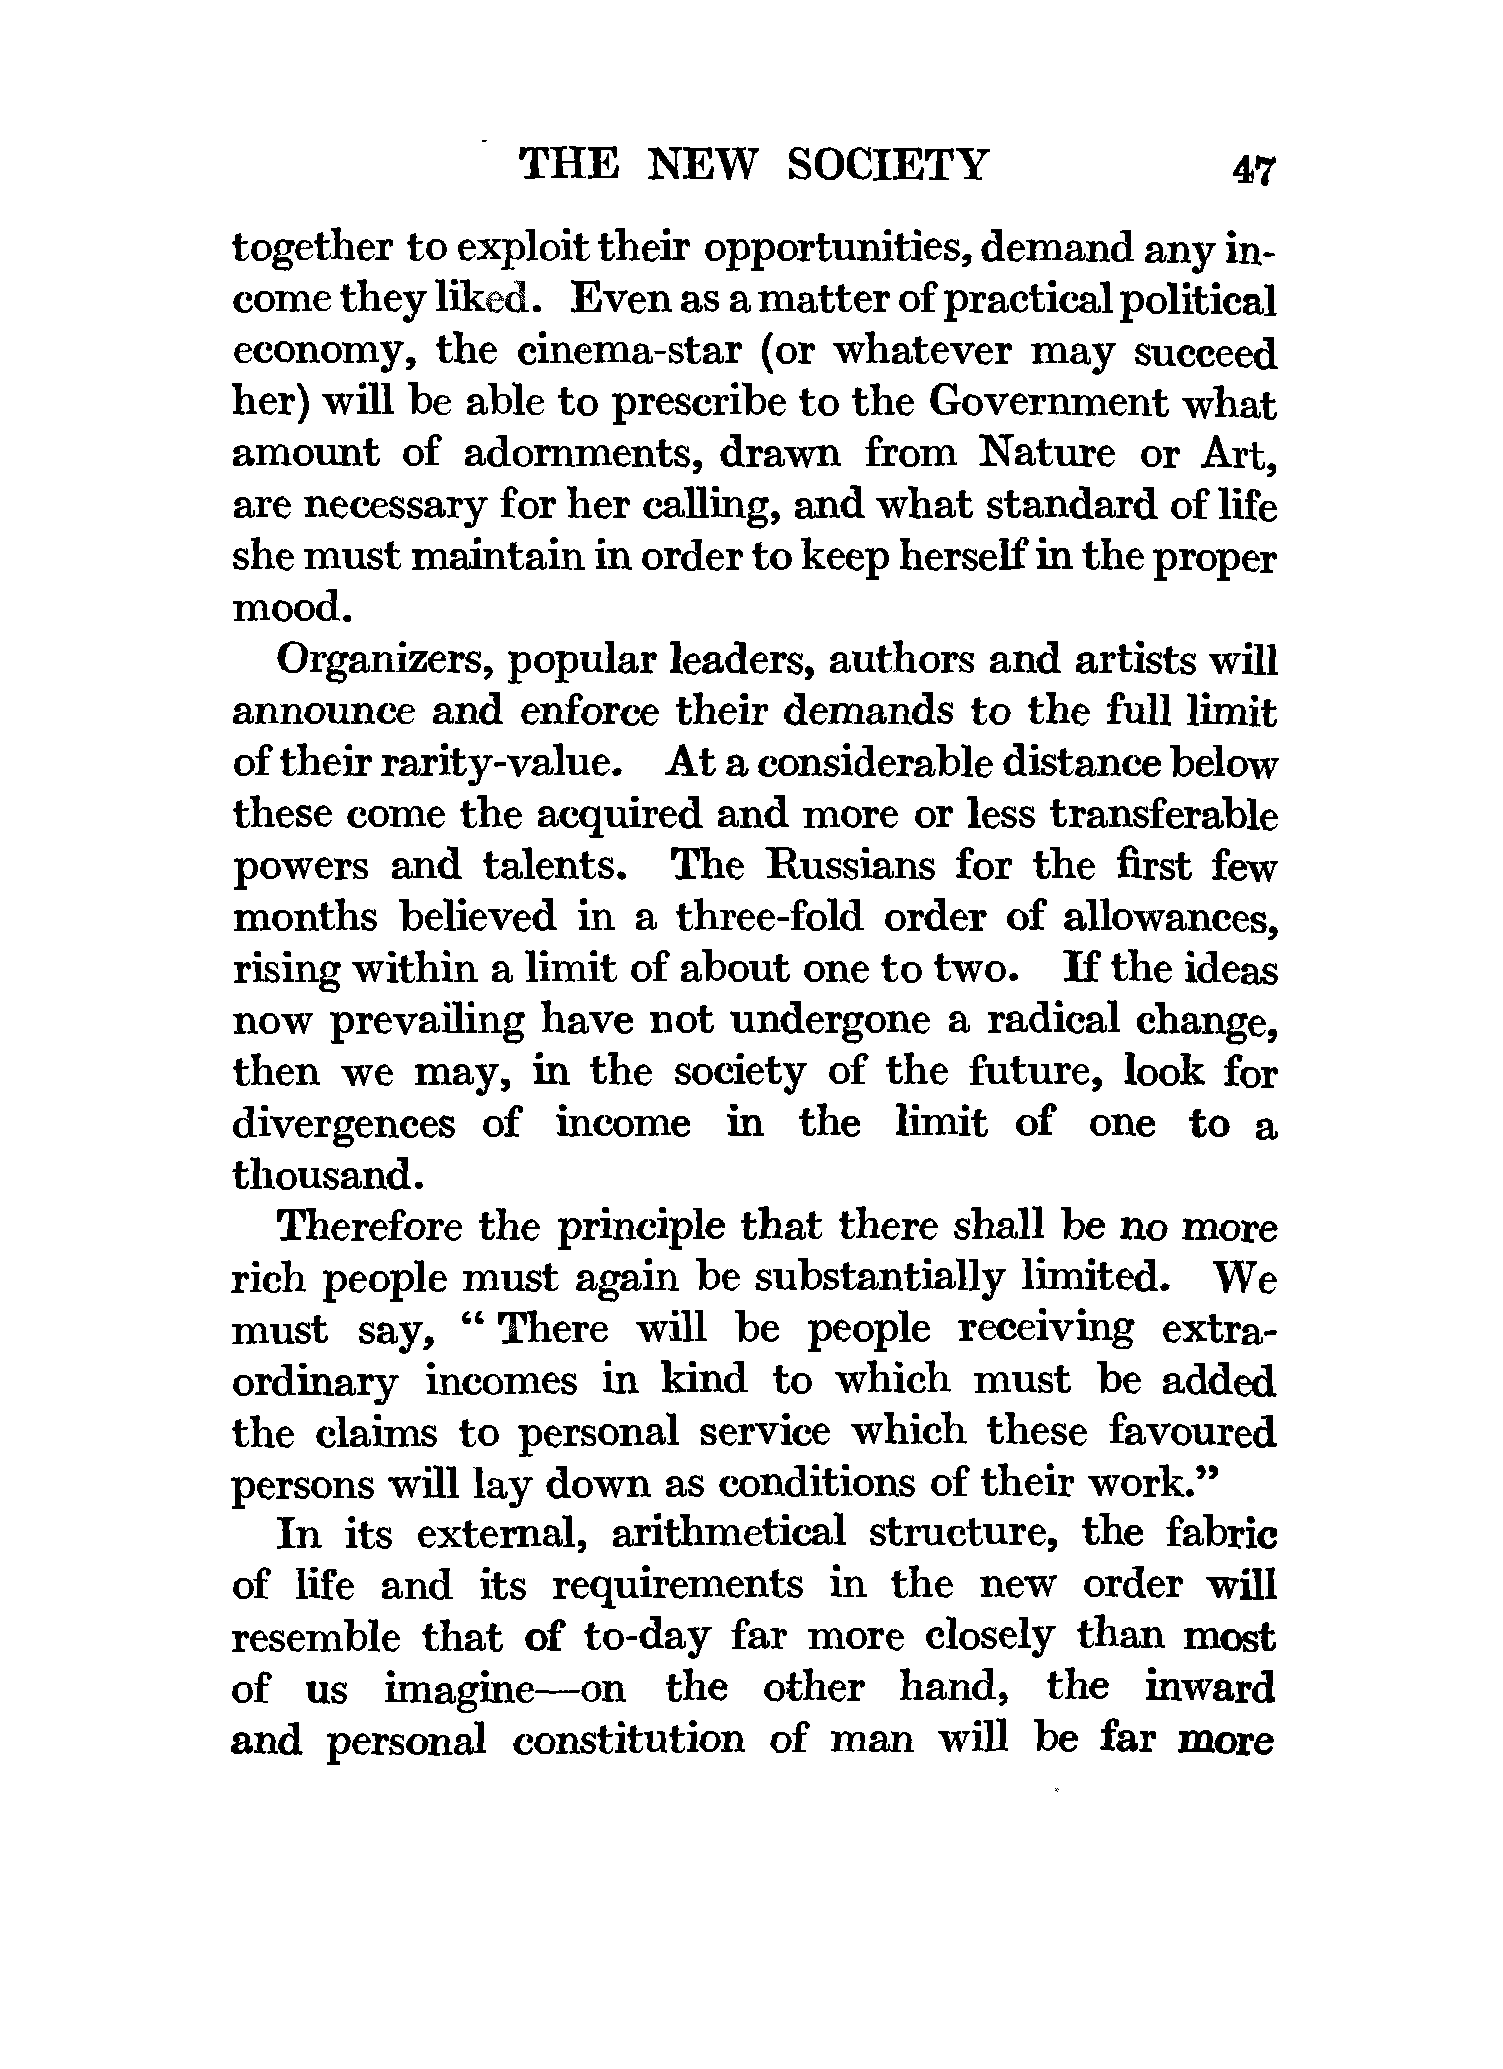 THE NEW SOCIETY 47
together to exploit their opportunities, demand any in-
come they liked. Even as a matter of practical political
economy, the cinema-star (or whatever may succeed
her) will be able to prescribe to the Government what
amount of adornments, drawn from Nature or Art,
are necessary for her calling, and what standard of life
she must maintain in order to keep herself in the proper
mood.
Organizers, popular leaders, authors and artists will
announce and enforce their demands to the full limit
of their rarity-value. At a considerable distance below
these come the acquired and more or less transferable
powers and talents. The Russians for the first few
months believed in a three-fold order of allowances,
rising within a limit of about one to two. If the ideas
now prevailing have not undergone a radical change,
then we may, in the society of the future, look for
divergences of income in the limit of one to a
thousand.
Therefore the principle that there shall be no more
rich people must again be substantially limited. We
must say, “ There will be people receiving extra-
ordinary incomes in kind to which must be added
the claims to personal service which these favoured
persons will lay down as conditions of their work.”
In its external, arithmetical structure, the fabric
of life and its requirements in the new order will
resemble that of to-day far more closely than most
of us imagine—on the other hand, the inward
and personal constitution of man will be far more